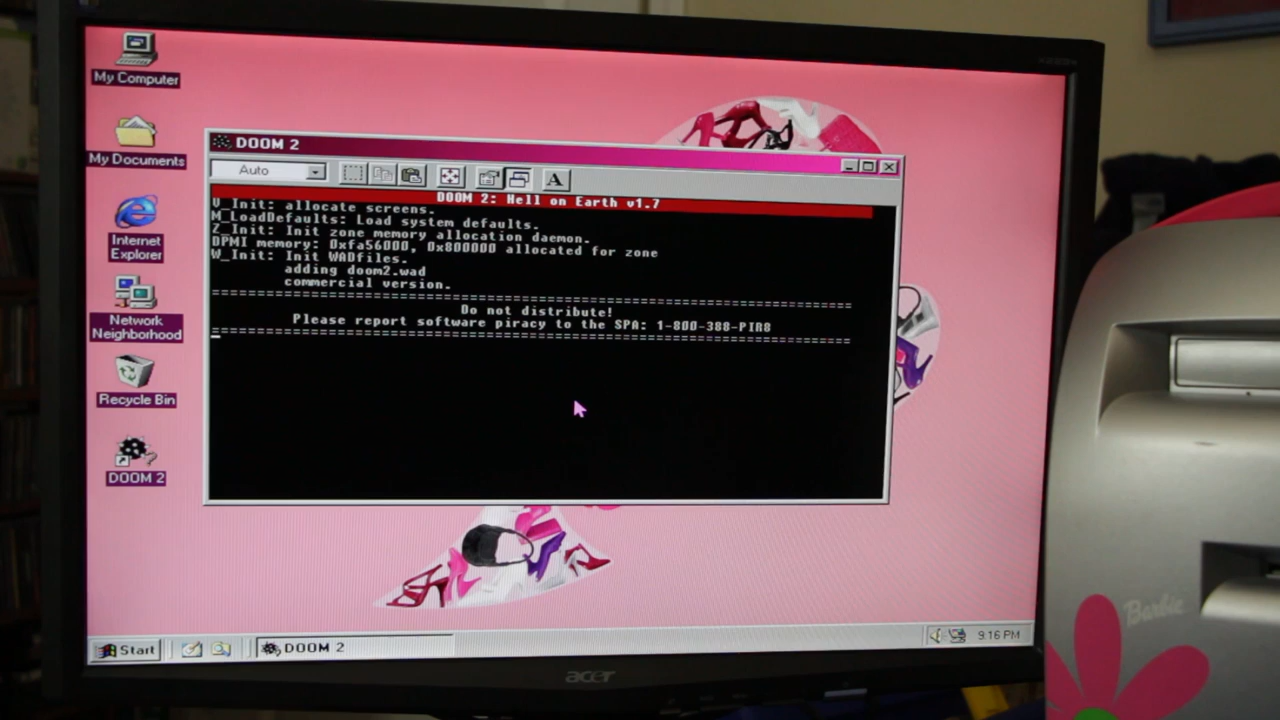 My Computer
My Documents
Internet
Explorer
Network
Neighborhood
Recycle Bin
DOOM 2
DOOM 2
Auto
A
DOOM 2: Hell on Earth v1.7
V_Init: allocate screens.
M_LoadDefaults: Load system defaults.
Z_Init: Init zone memory allocation daemon.
DPMI memory: 0xfa56000, 0x800000 allocated for zone
W_Init: Init WADfiles.
adding doom2.wad
commercial version.
===========================================================================
Do not distribute!
Please report software piracy to the SPA: 1-800-388-PIR8
===========================================================================
Start
DOOM 2
9:16 PM
acer
Barbie